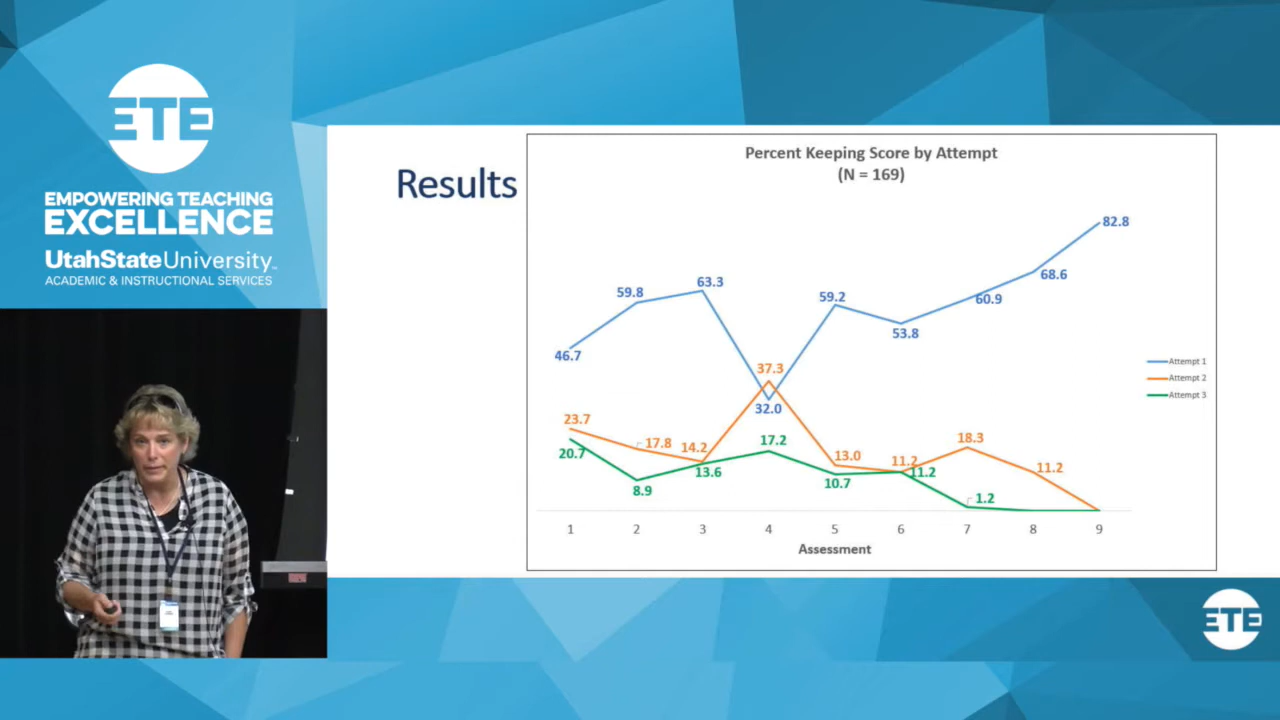 ETE
EMPOWERING TEACHING
EXCELLENCE
UtahStateUniversity™
ACADEMIC & INSTRUCTIONAL SERVICES
Results
Percent Keeping Score by Attempt
(N = 169)
82.8
68.6
63.3
59.8
59.2
60.9
53.8
46.7
Attempt 1
37.3
Attempt 2
Attempt 3
32.0
23.7
17.8
14.2
17.2
13.0
18.3
11.2
11.2
11.2
20.7
13.6
8.9
10.7
1.2
1 2 3 4 5 6 7 8 9
Assessment
ETE